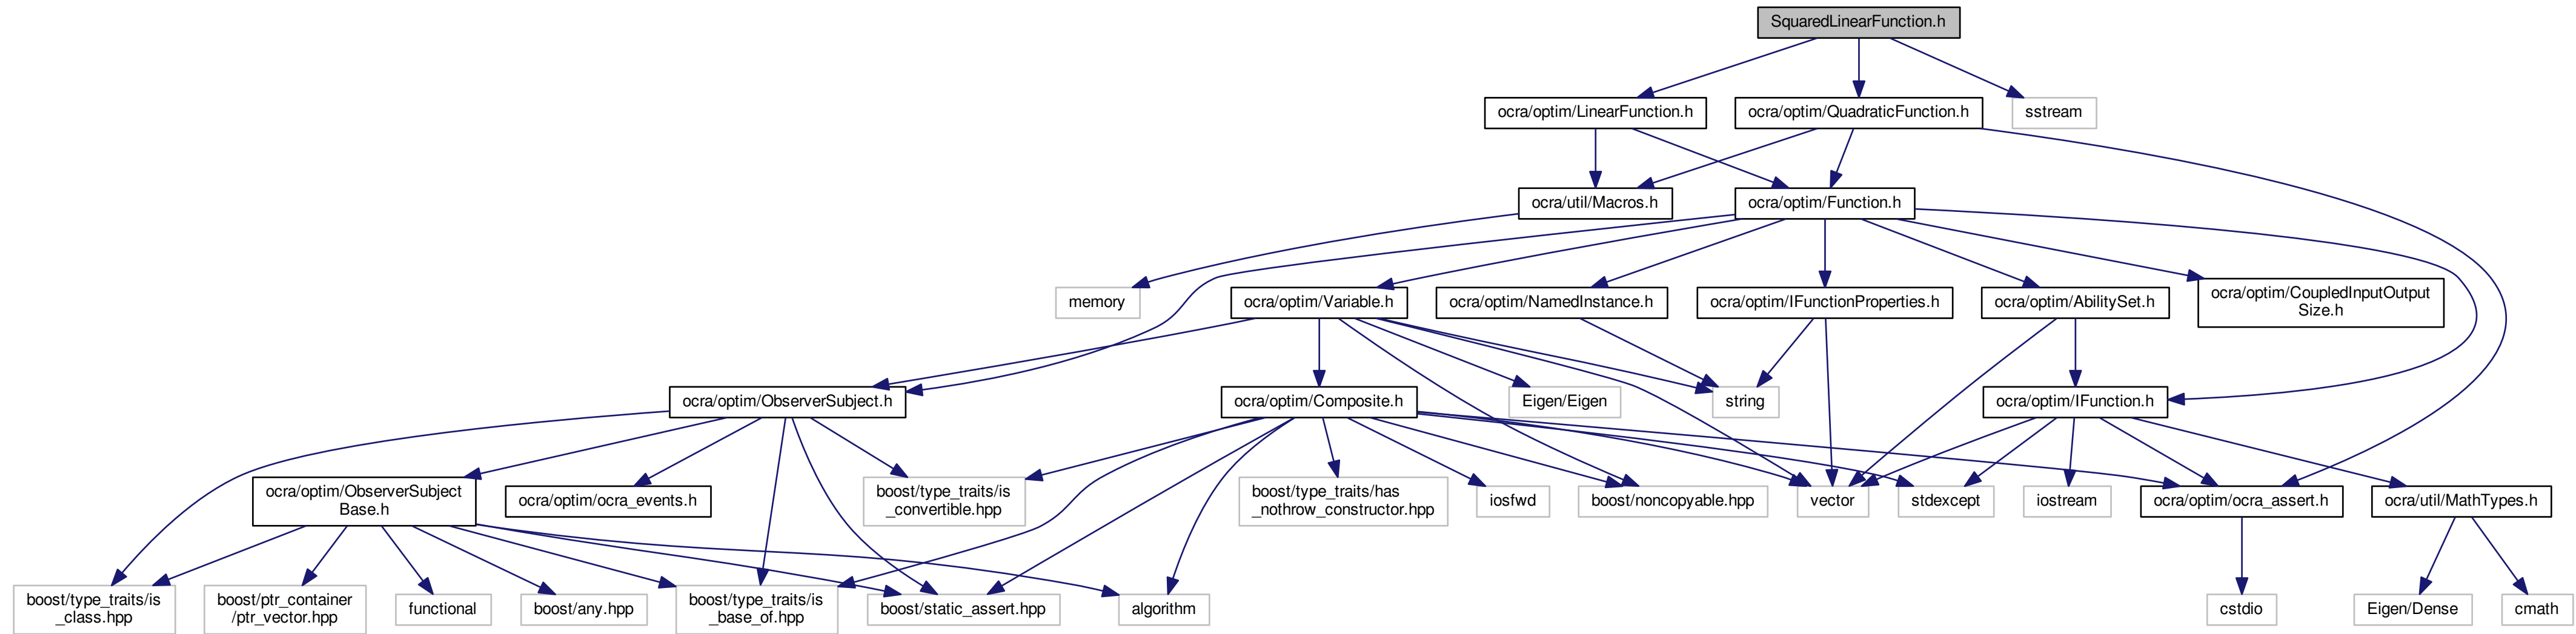 SquaredLinearFunction.h
ocra/optim/LinearFunction.h
ocra/optim/QuadraticFunction.h
sstream
ocra/util/Macros.h
ocra/optim/Function.h
memory
ocra/optim/Variable.h
ocra/optim/NamedInstance.h
ocra/optim/IFunctionProperties.h
ocra/optim/AbilitySet.h
ocra/optim/CoupledInputOutput
Size.h
ocra/optim/ObserverSubject.h
ocra/optim/Composite.h
Eigen/Eigen
string
ocra/optim/IFunction.h
ocra/optim/ObserverSubject
Base.h
ocra/optim/ocra_events.h
boost/type_traits/is
_convertible.hpp
boost/type_traits/has
_nothrow_constructor.hpp
iosfwd
boost/noncopyable.hpp
vector
stdexcept
iostream
ocra/optim/ocra_assert.h
ocra/util/MathTypes.h
boost/type_traits/is
_class.hpp
boost/ptr_container
/ptr_vector.hpp
functional
boost/any.hpp
boost/type_traits/is
_base_of.hpp
boost/static_assert.hpp
algorithm
cstdio
Eigen/Dense
cmath